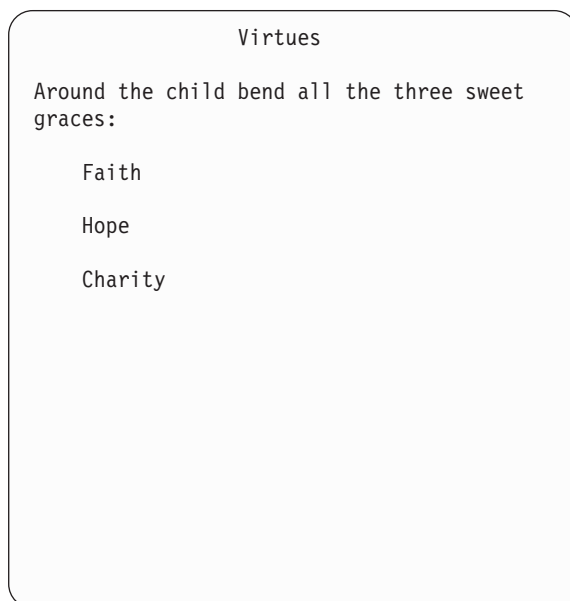 Virtues
Around the child bend all the three sweet
graces:
Faith
Hope
Charity